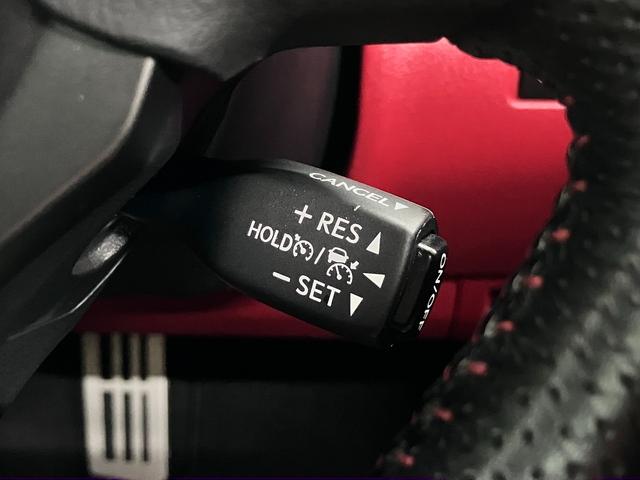 CANCEL▼
+ RES ▲
HOLD / ◀
− SET ▼
ON/OFF